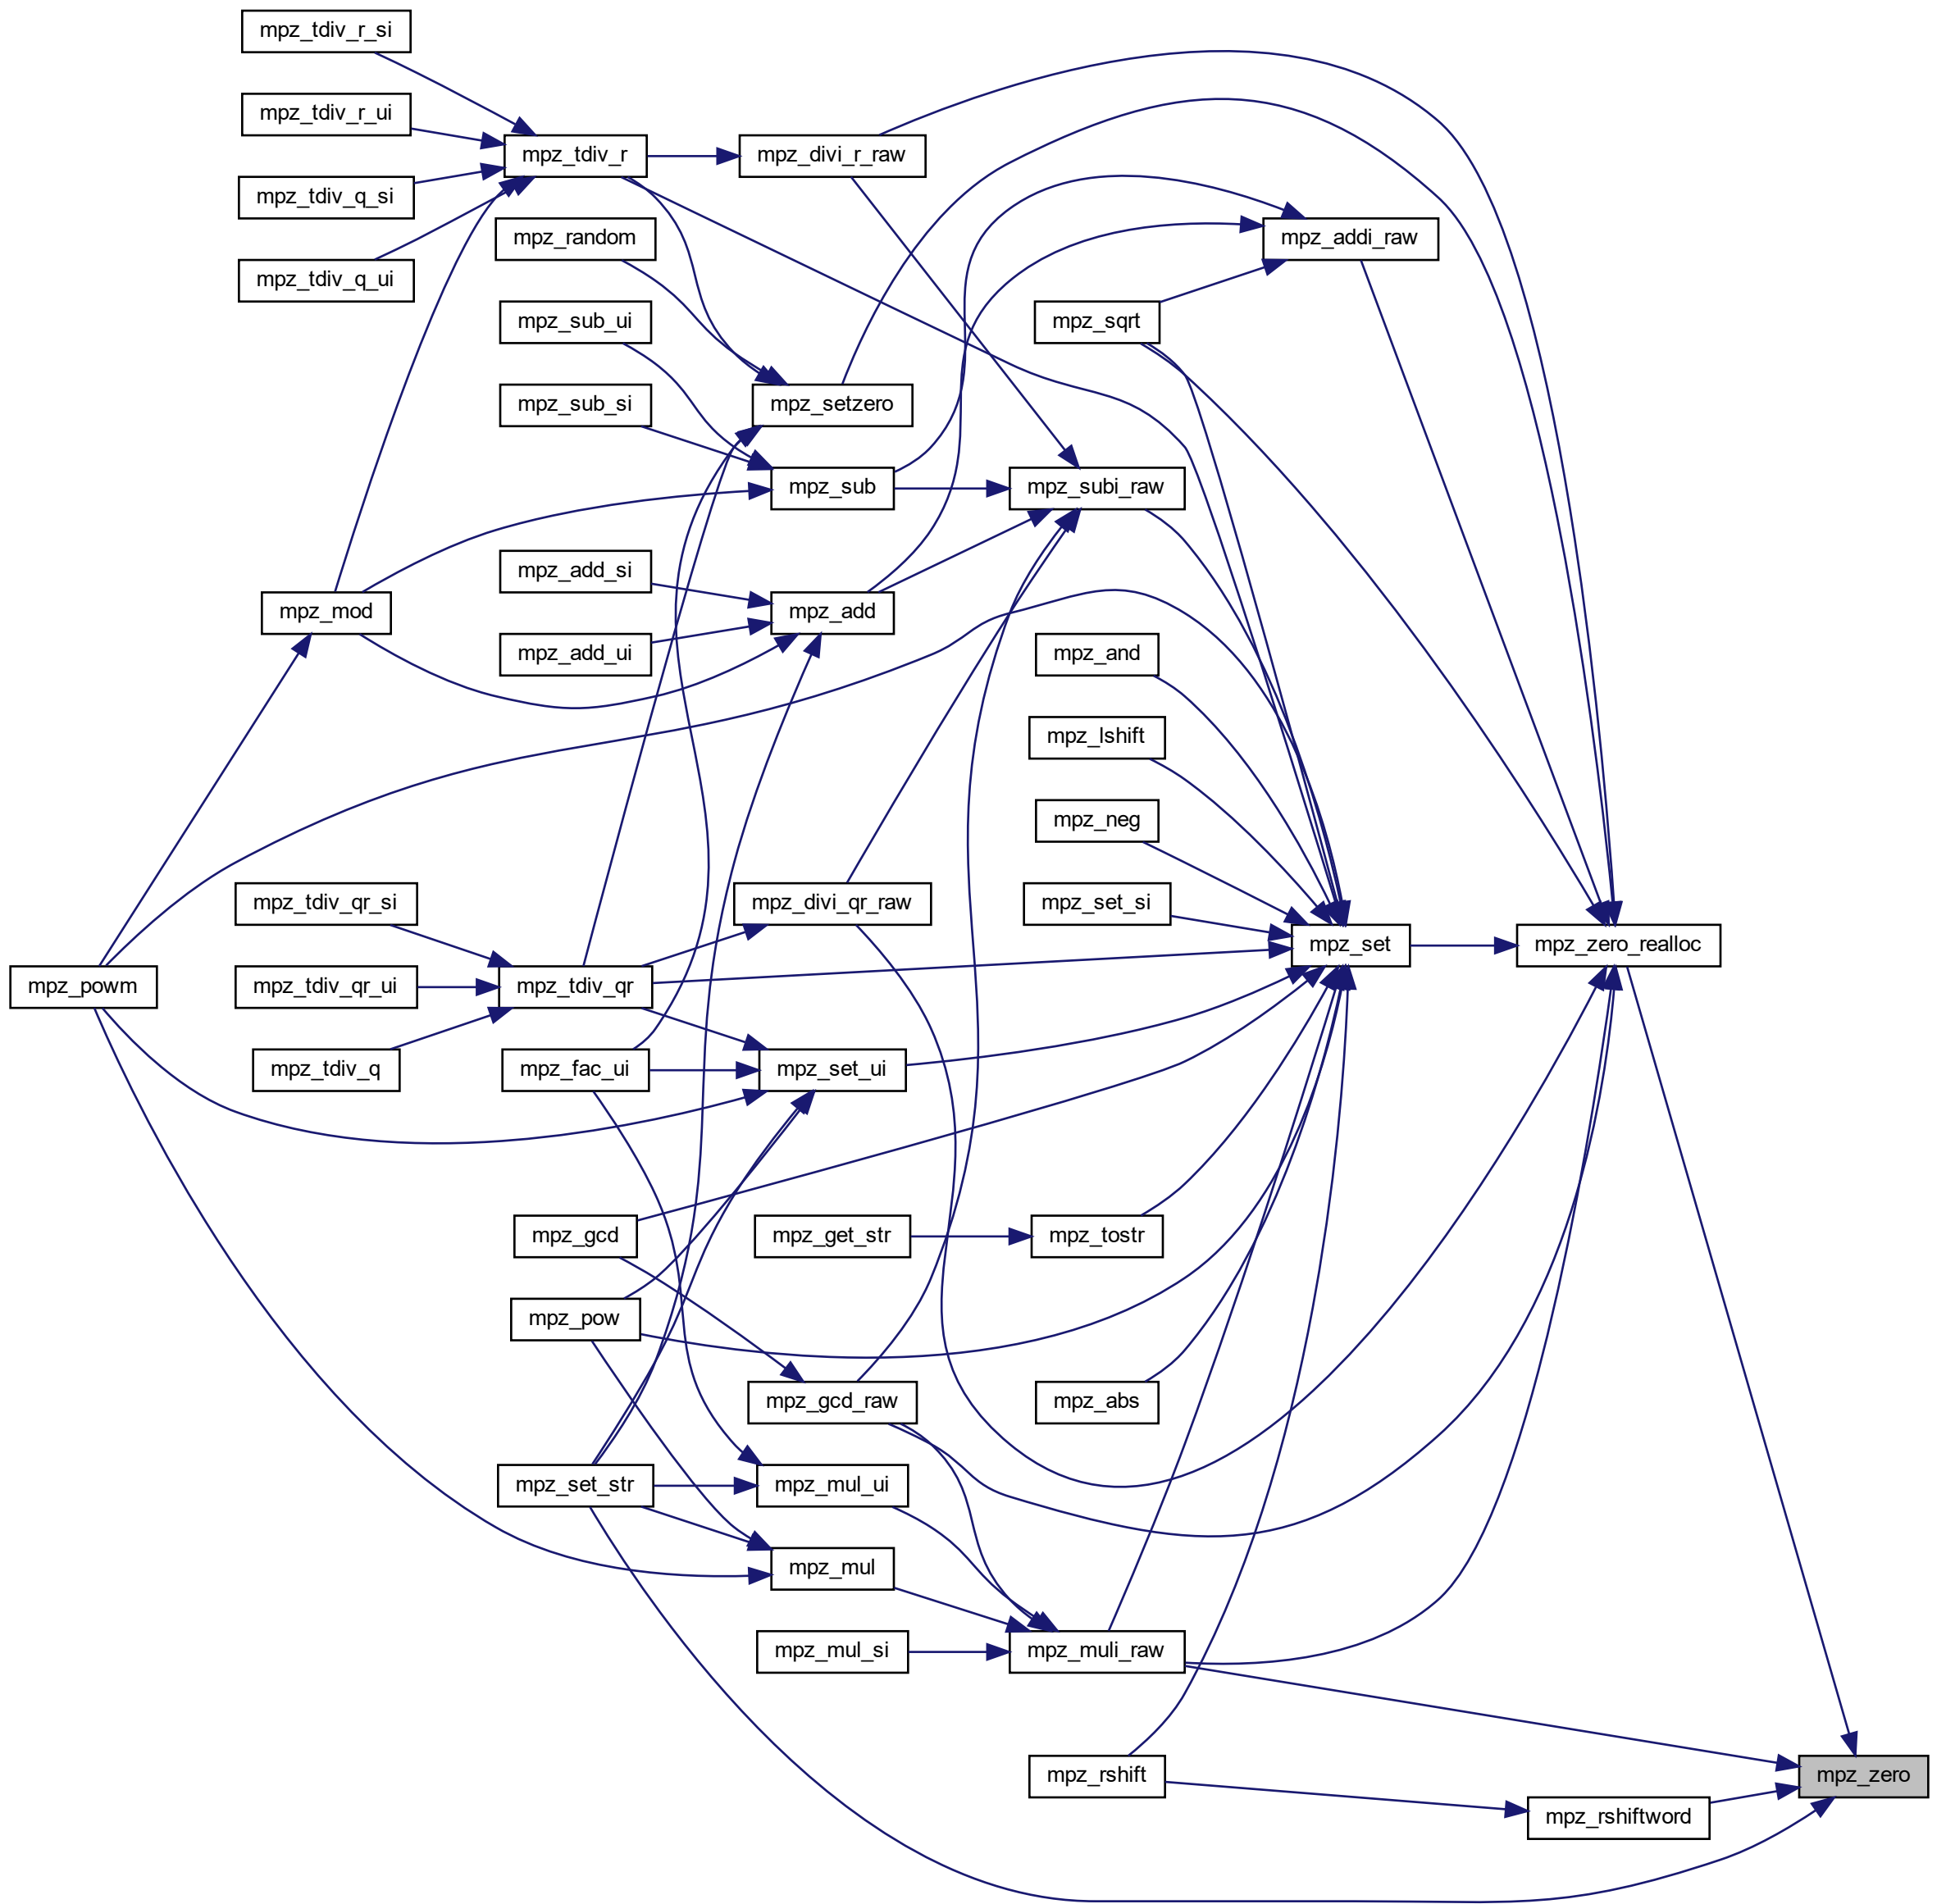 mpz_tdiv_r_si
mpz_tdiv_r_ui
mpz_tdiv_r
mpz_divi_r_raw
mpz_tdiv_q_si
mpz_random
mpz_addi_raw
mpz_tdiv_q_ui
mpz_sub_ui
mpz_sqrt
mpz_sub_si
mpz_setzero
mpz_sub
mpz_subi_raw
mpz_add_si
mpz_mod
mpz_add
mpz_add_ui
mpz_and
mpz_lshift
mpz_neg
mpz_tdiv_qr_si
mpz_divi_qr_raw
mpz_set_si
mpz_set
mpz_zero_realloc
mpz_powm
mpz_tdiv_qr_ui
mpz_tdiv_qr
mpz_tdiv_q
mpz_fac_ui
mpz_set_ui
mpz_gcd
mpz_get_str
mpz_tostr
mpz_pow
mpz_gcd_raw
mpz_abs
mpz_set_str
mpz_mul_ui
mpz_mul
mpz_mul_si
mpz_muli_raw
mpz_rshift
mpz_zero
mpz_rshiftword